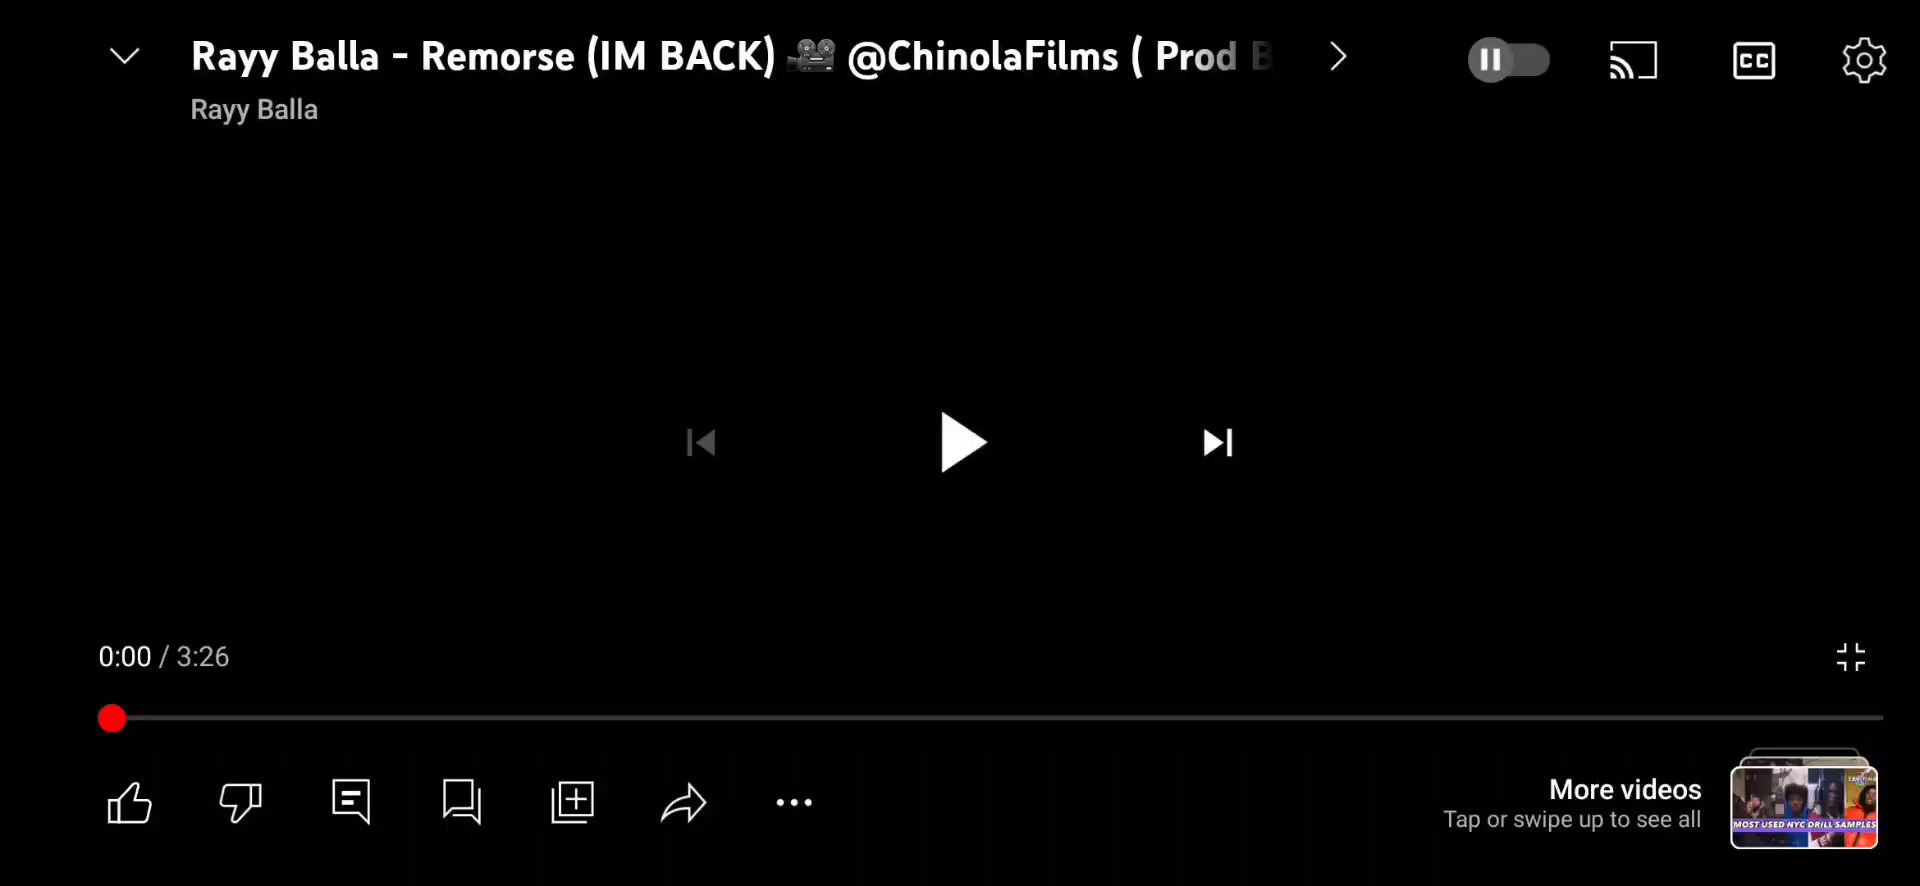 Rayy Balla - Remorse (IM BACK) 🎥 @ChinolaFilms ( Prod B
Rayy Balla
CC
0:00 / 3:26
More videos
Tap or swipe up to see all
MOST USED NYC DRILL SAMPLES